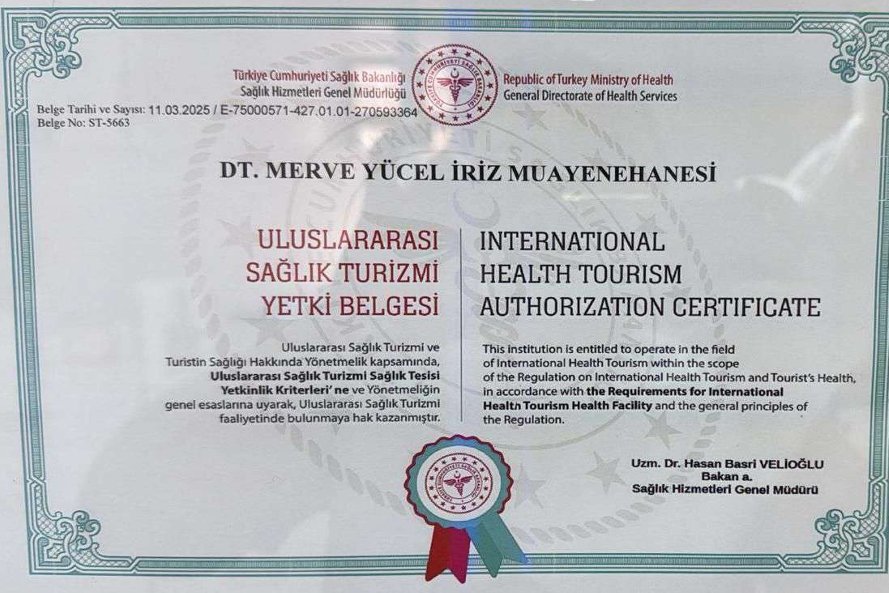 Türkiye Cumhuriyeti Sağlık Bakanlığı
Sağlık Hizmetleri Genel Müdürlüğü
Republic of Turkey Ministry of Health
General Directorate of Health Services
Belge Tarihi ve Sayısı: 11.03.2025 / E-75000571-427.01.01-270593364
Belge No: ST-5663
DT. MERVE YÜCEL İRİZ MUAYENEHANESİ
ULUSLARARASI
SAĞLIK TURİZMİ
YETKİ BELGESİ
INTERNATIONAL
HEALTH TOURISM
AUTHORIZATION CERTIFICATE
Uluslararası Sağlık Turizmi ve
Turistin Sağlığı Hakkında Yönetmelik kapsamında,
Uluslararası Sağlık Turizmi Sağlık Tesisi
Yetkinlik Kriterleri' ne ve Yönetmeliğin
genel esaslarına uyarak, Uluslararası Sağlık Turizmi
faaliyetinde bulunmaya hak kazanmıştır.
This institution is entitled to operate in the field
of International Health Tourism within the scope
of the Regulation on International Health Tourism and Tourist's Health,
in accordance with the Requirements for International
Health Tourism Health Facility and the general principles of
the Regulation.
Uzm. Dr. Hasan Basri VELİOĞLU
Bakan a.
Sağlık Hizmetleri Genel Müdürü